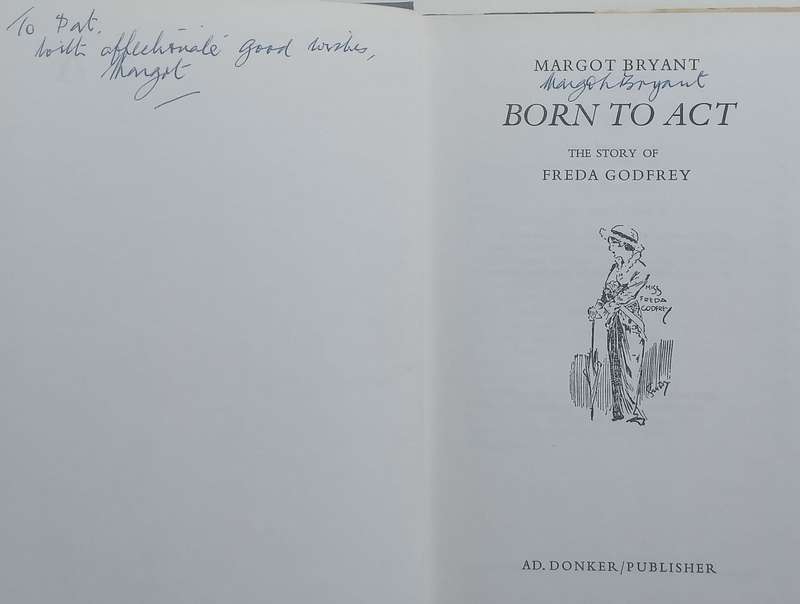 To Pat.
with affectionate good wishes,
Margot
MARGOT BRYANT
Margot Bryant
BORN TO ACT
THE STORY OF
FREDA GODFREY
MISS
FREDA
GODFREY
AD. DONKER/PUBLISHER